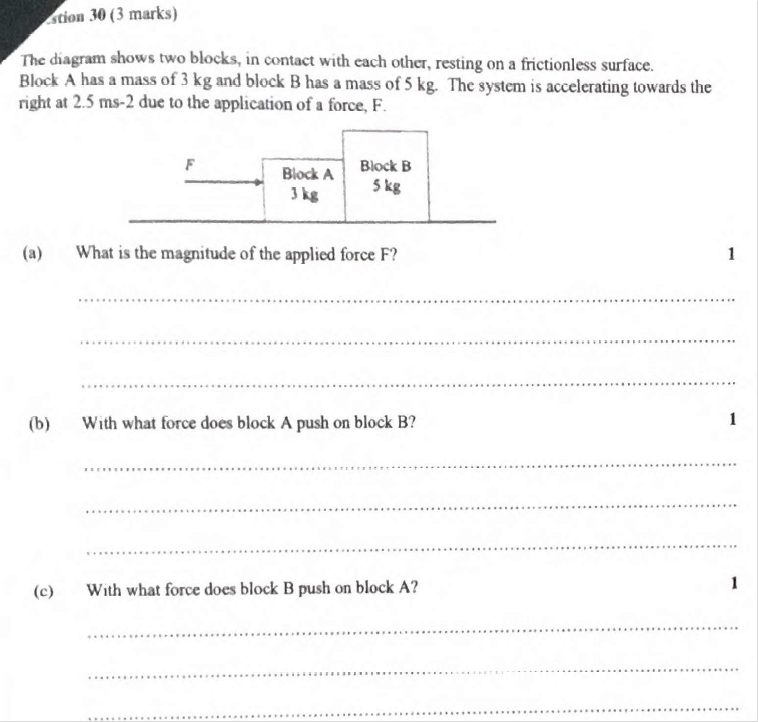 stion 30 (3 marks)
The diagram shows two blocks, in contact with each other, resting on a frictionless surface.
Block A has a mass of 3 kg and block B has a mass of 5 kg. The system is accelerating towards the
right at 2.5 ms-2 due to the application of a force, F.
F
Block A
3 kg
Block B
5 kg
(a) What is the magnitude of the applied force F? 1
(b) With what force does block A push on block B? 1
(c) With what force does block B push on block A? 1